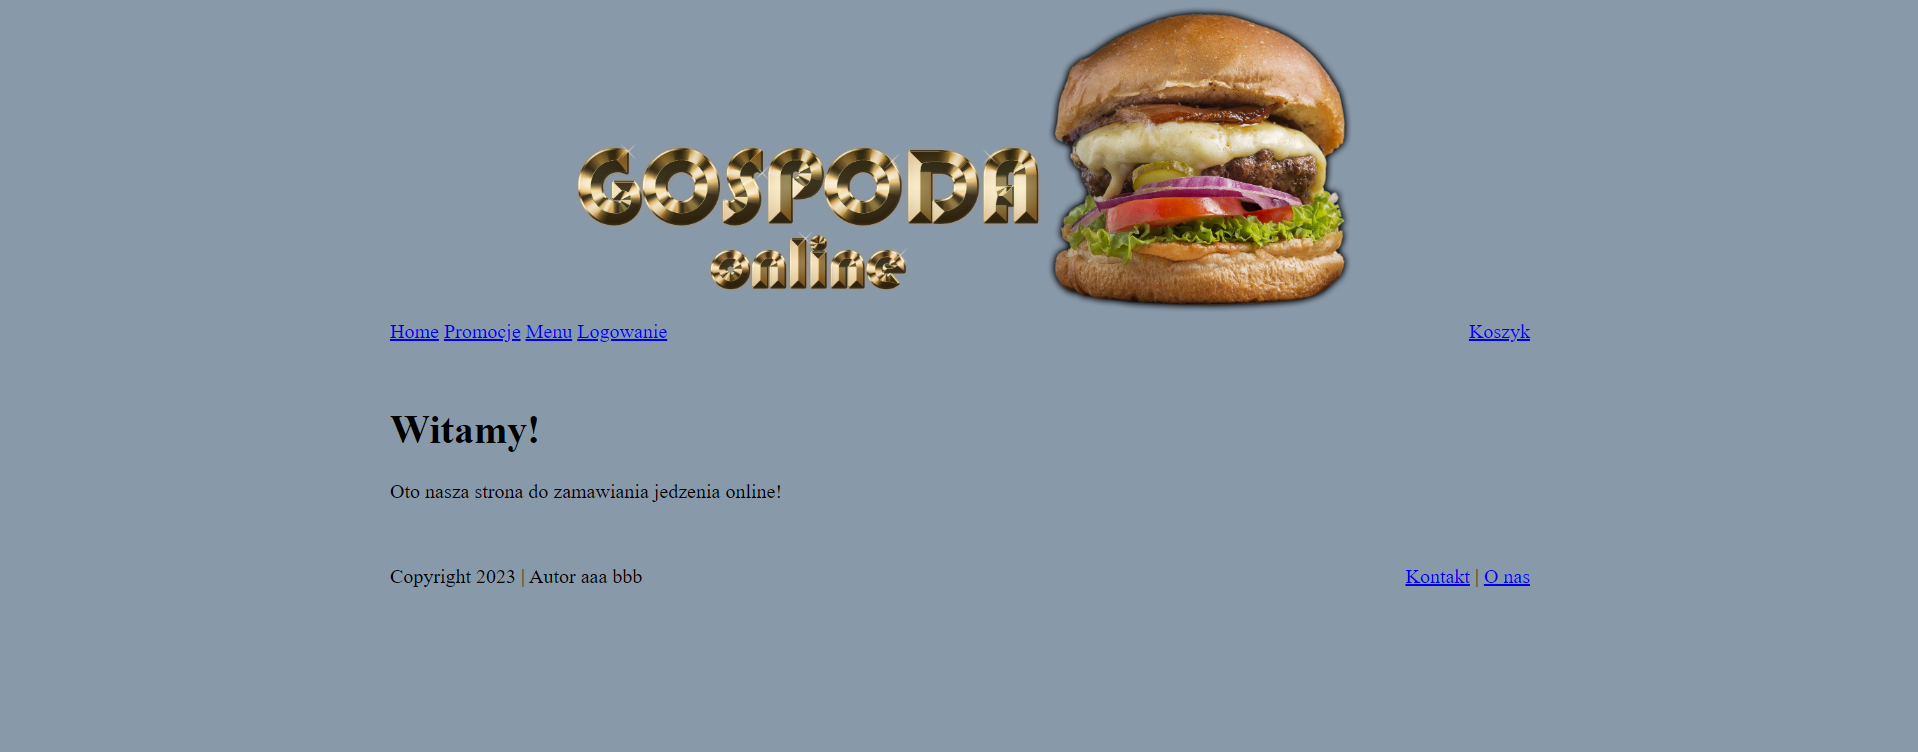 GOSPODA
online
Home Promocje Menu Logowanie
Koszyk
Witamy!
Oto nasza strona do zamawiania jedzenia online!
Copyright 2023 | Autor aaa bbb
Kontakt | O nas